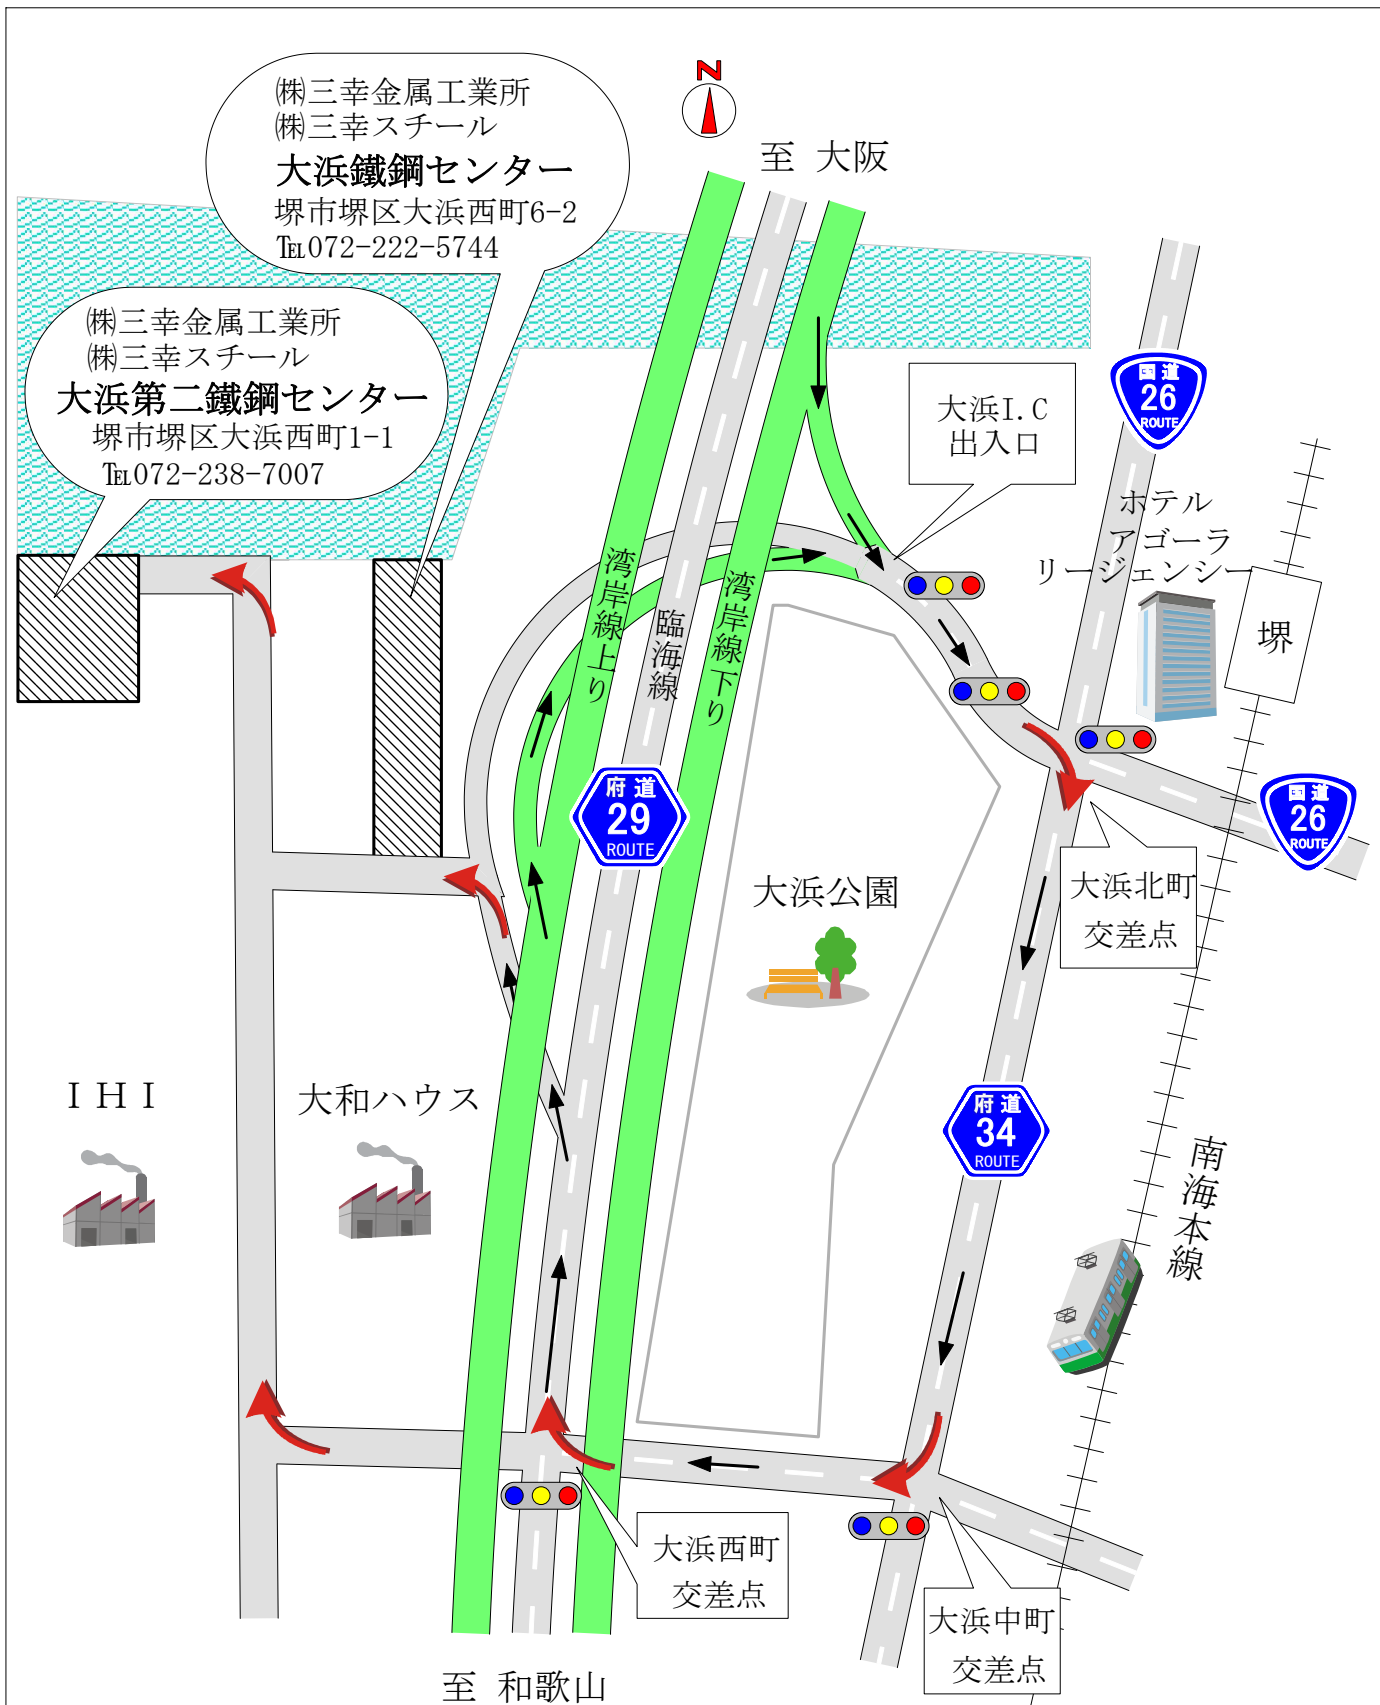 ㈱三幸金属工業所
㈱三幸スチール
大浜鐵鋼センター
堺市堺区大浜西町6-2
℡072-222-5744
N
至 大阪
㈱三幸金属工業所
㈱三幸スチール
大浜第二鐵鋼センター
堺市堺区大浜西町1-1
℡072-238-7007
大浜I.C
出入口
国道
26
ROUTE
ホテル
アゴーラ
リージェンシー
堺
湾岸線上り
臨海線
湾岸線下り
府道
29
ROUTE
国道
26
ROUTE
大浜公園
大浜北町
交差点
IHI
大和ハウス
府道
34
ROUTE
南海本線
大浜西町
交差点
大浜中町
交差点
至 和歌山